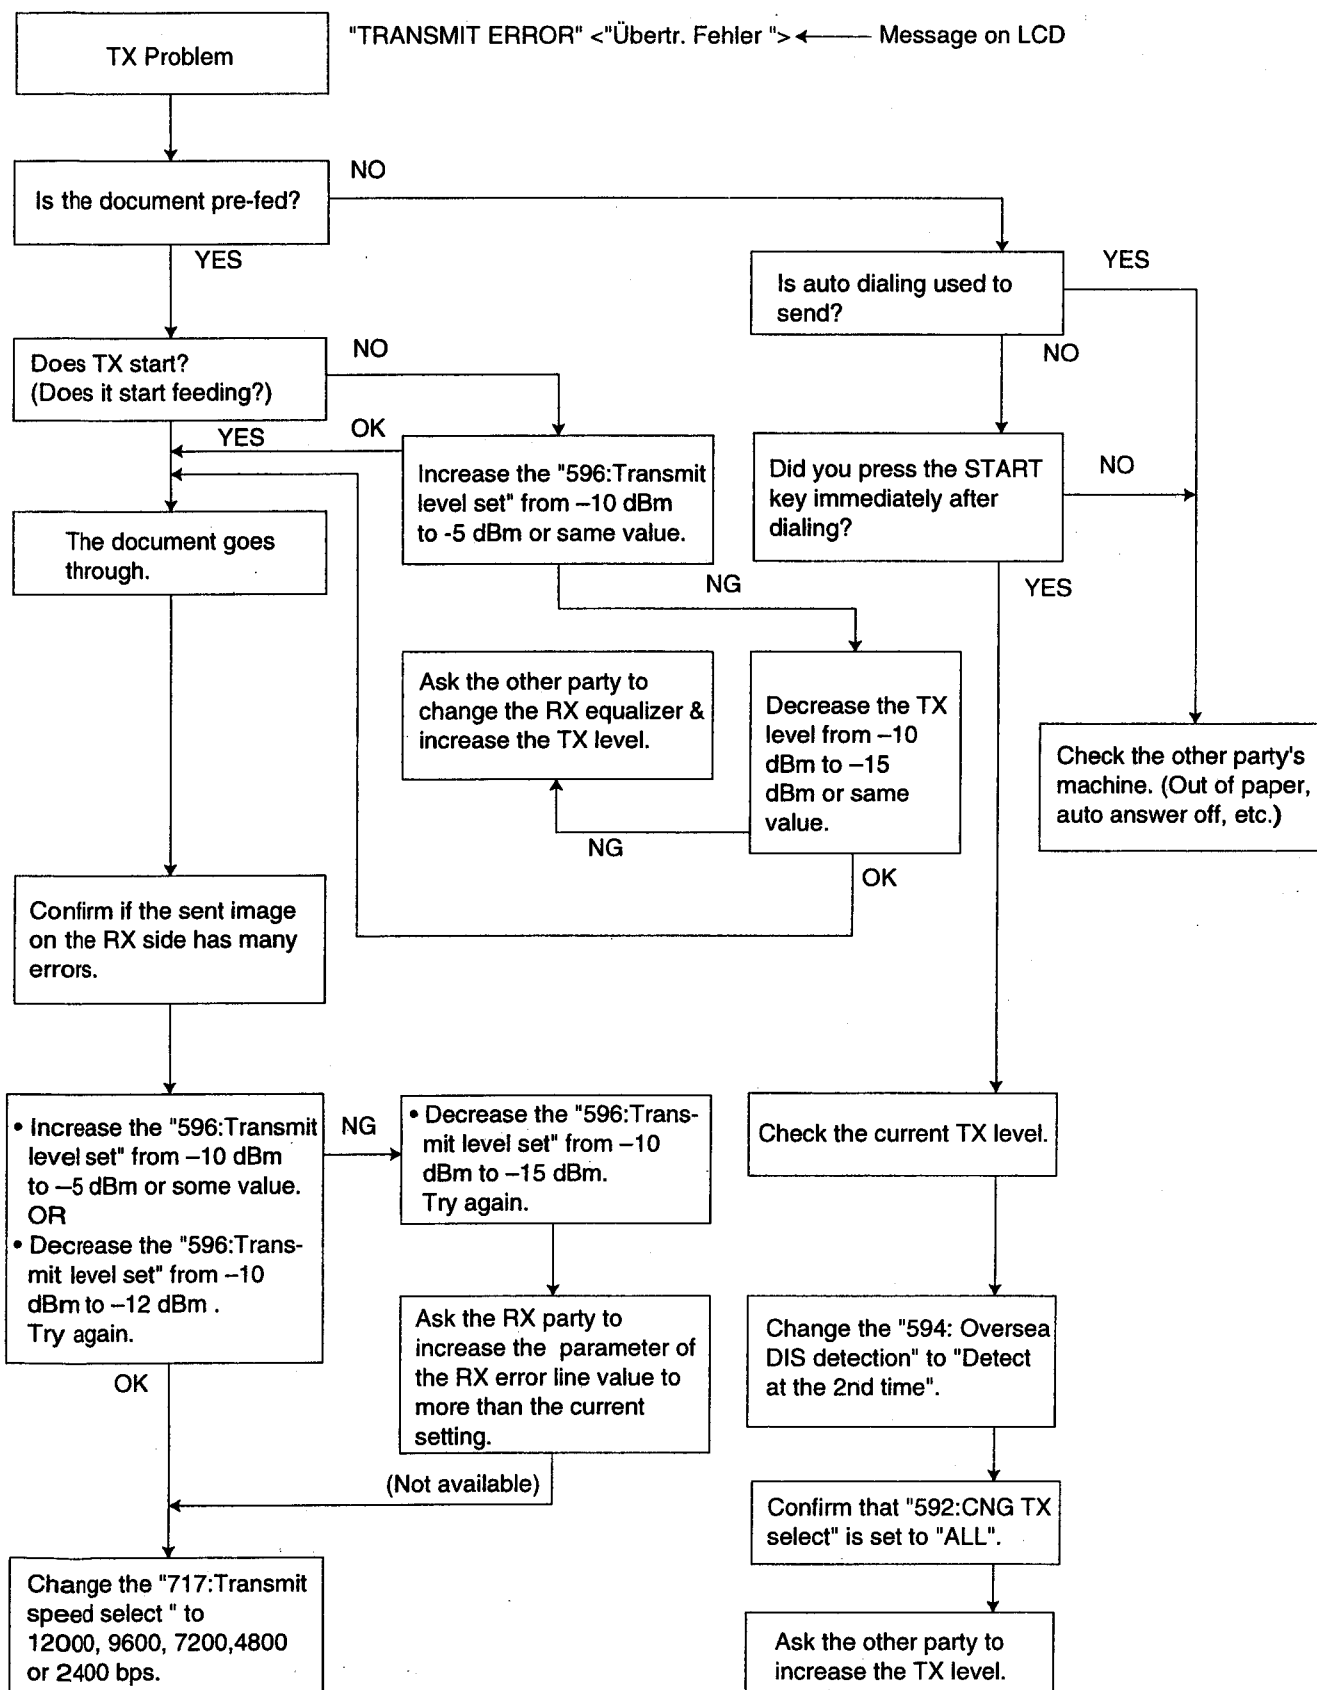 "TRANSMIT ERROR" <"Übertr. Fehler "> Message on LCD
TX Problem
Is the document pre-fed?
NO
YES
Is auto dialing used to
send?
YES
NO
Does TX start?
(Does it start feeding?)
NO
YES
OK
Increase the "596:Transmit
level set" from –10 dBm
to -5 dBm or same value.
NG
Did you press the START
key immediately after
dialing?
NO
YES
The document goes
through.
Ask the other party to
change the RX equalizer &
increase the TX level.
Decrease the TX
level from –10
dBm to –15
dBm or same
value.
NG
OK
Check the other party's
machine. (Out of paper,
auto answer off, etc.)
Confirm if the sent image
on the RX side has many
errors.
• Increase the "596:Transmit
level set" from –10 dBm
to –5 dBm or some value.
OR
• Decrease the "596:Trans-
mit level set" from –10
dBm to –12 dBm .
Try again.
NG
OK
• Decrease the "596:Trans-
mit level set" from –10
dBm to –15 dBm.
Try again.
Ask the RX party to
increase the parameter of
the RX error line value to
more than the current
setting.
(Not available)
Change the "717:Transmit
speed select " to
12000, 9600, 7200,4800
or 2400 bps.
Check the current TX level.
Change the "594: Oversea
DIS detection" to "Detect
at the 2nd time".
Confirm that "592:CNG TX
select" is set to "ALL".
Ask the other party to
increase the TX level.